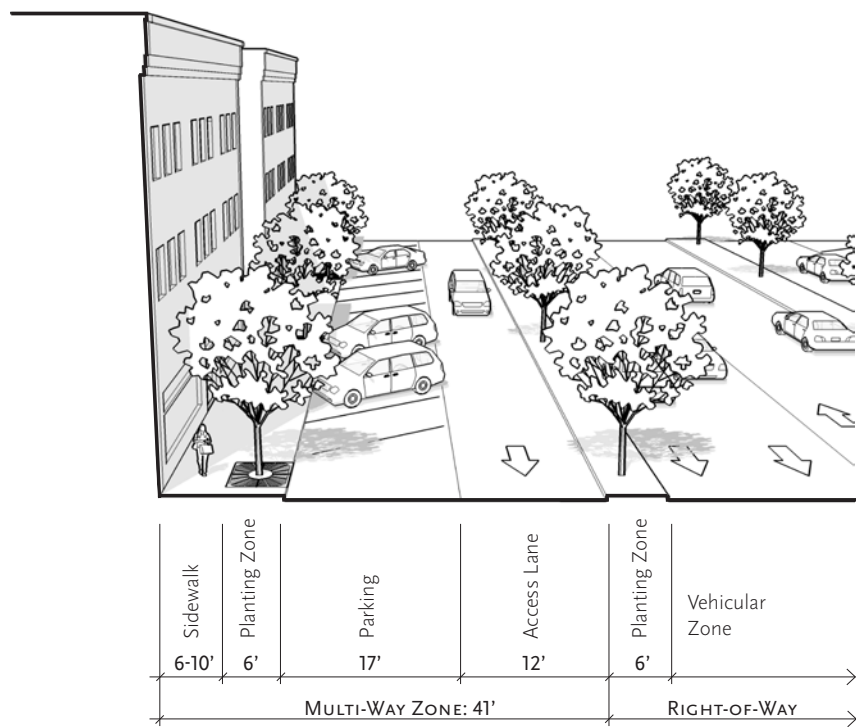 Sidewalk
Planting Zone
Parking
Access Lane
Planting Zone
Vehicular
Zone
6-10’
6’
17’
12’
6’
Multi-Way Zone: 41’
Right-of-Way